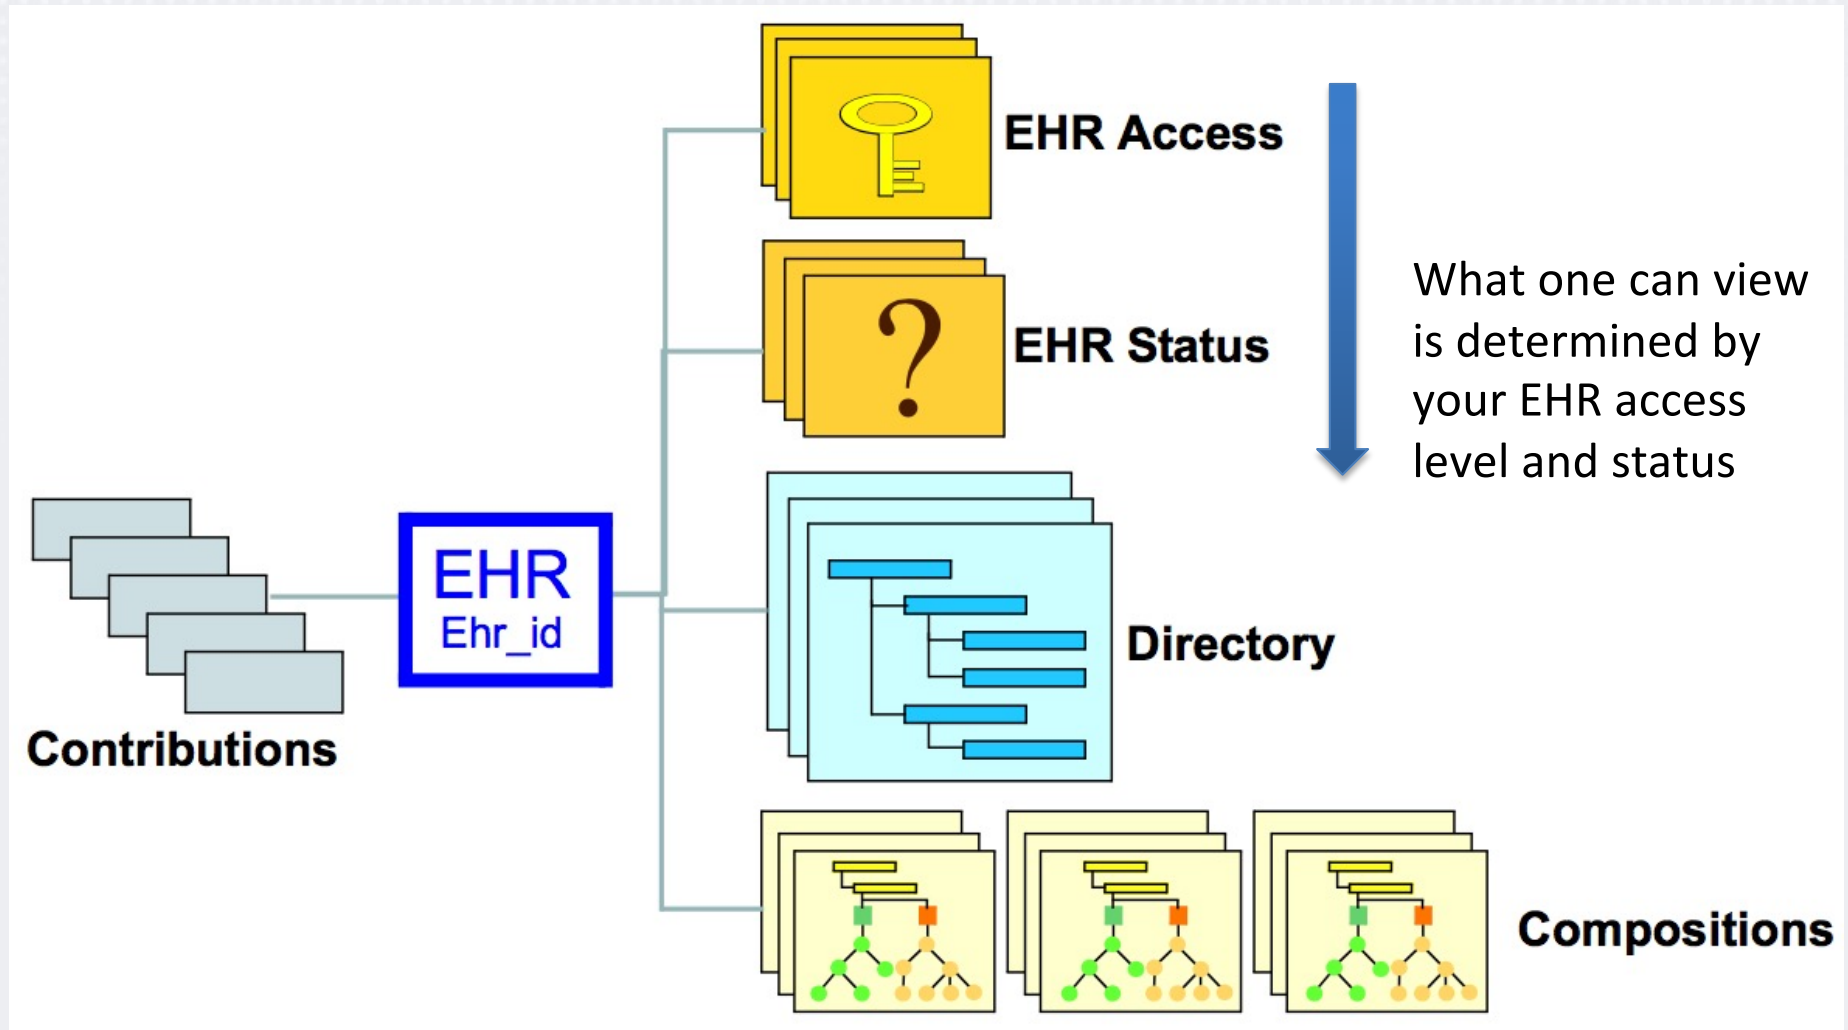 EHR Access
?
EHR Status
What one can view
is determined by
your EHR access
level and status
EHR
Ehr_id
Directory
Contributions
Compositions